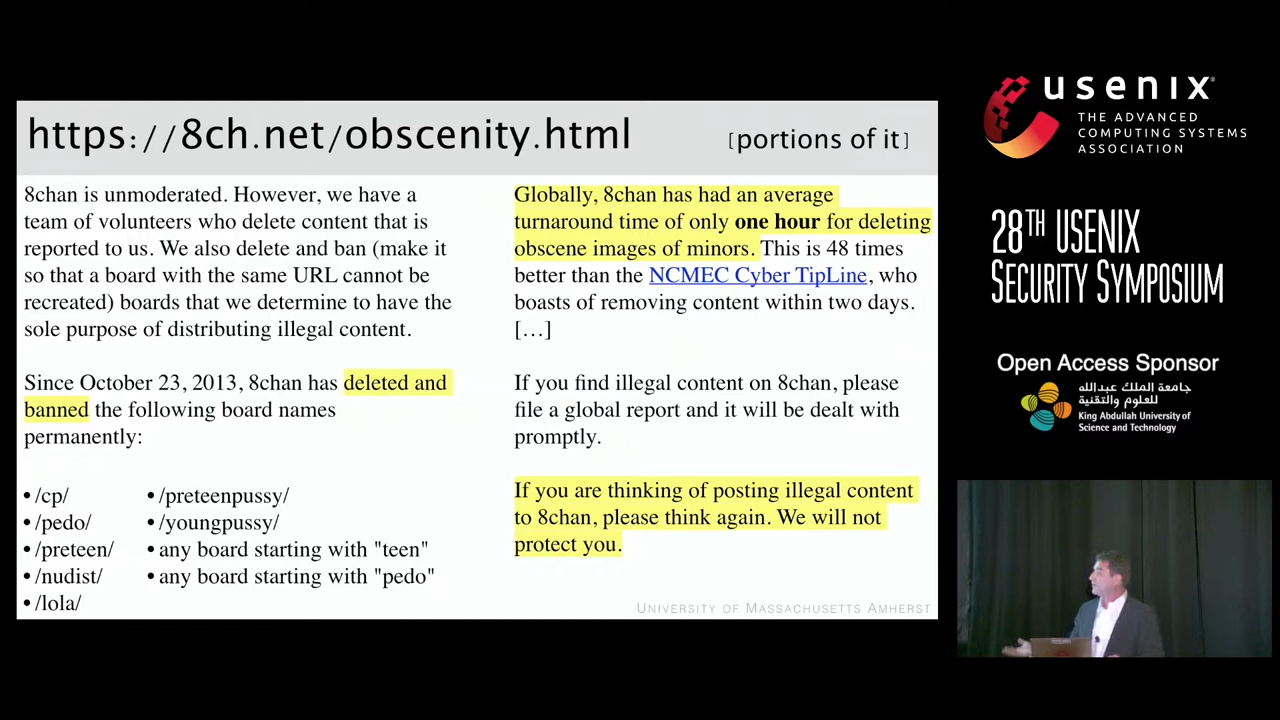 https://8ch.net/obscenity.html
[portions of it]
8chan is unmoderated. However, we have a
team of volunteers who delete content that is
reported to us. We also delete and ban (make it
so that a board with the same URL cannot be
recreated) boards that we determine to have the
sole purpose of distributing illegal content.
Since October 23, 2013, 8chan has deleted and
banned the following board names
permanently:
• /cp/
• /pedo/
• /preteen/
• /nudist/
• /lola/
• /preteenpussy/
• /youngpussy/
• any board starting with "teen"
• any board starting with "pedo"
Globally, 8chan has had an average
turnaround time of only one hour for deleting
obscene images of minors. This is 48 times
better than the NCMEC Cyber TipLine, who
boasts of removing content within two days.
[…]
If you find illegal content on 8chan, please
file a global report and it will be dealt with
promptly.
If you are thinking of posting illegal content
to 8chan, please think again. We will not
protect you.
UNIVERSITY OF MASSACHUSETTS AMHERST
usenix®
THE ADVANCED
COMPUTING SYSTEMS
ASSOCIATION
28TH USENIX
SECURITY SYMPOSIUM
Open Access Sponsor
جامعة الملك عبدالله
للعلوم والتقنية
King Abdullah University of
Science and Technology